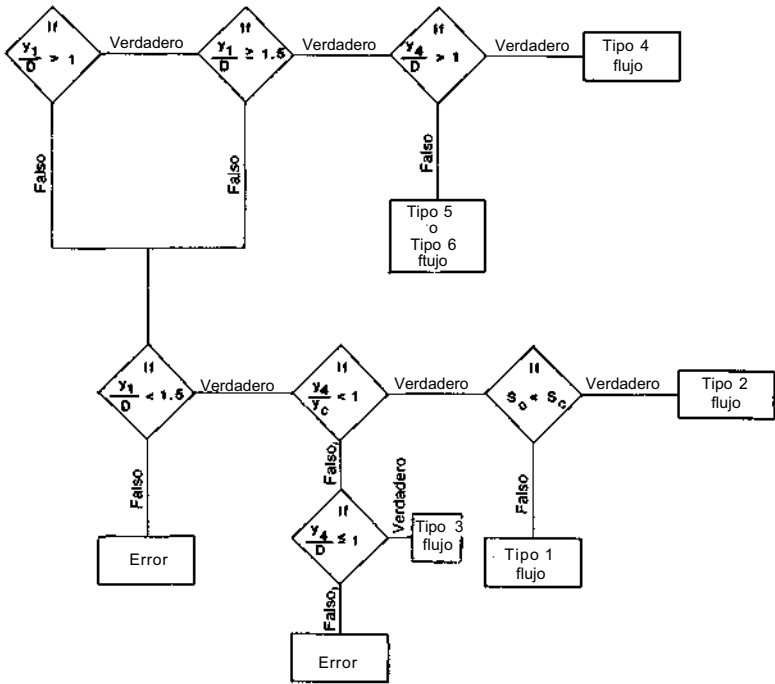 If
y1/D > 1
Verdadero
If
y1/D ≥ 1.5
Verdadero
If
y4/D > 1
Verdadero
Tipo 4
flujo
Falso
Falso
Falso
Tipo 5
o
Tipo 6
flujo
If
y1/D < 1.5
Verdadero
If
y4/yc < 1
Verdadero
If
So < Sc
Verdadero
Tipo 2
flujo
Falso
Falso
Falso
Error
If
y4/D ≤ 1
Verdadero
Tipo 3
flujo
Tipo 1
flujo
Falso
Error